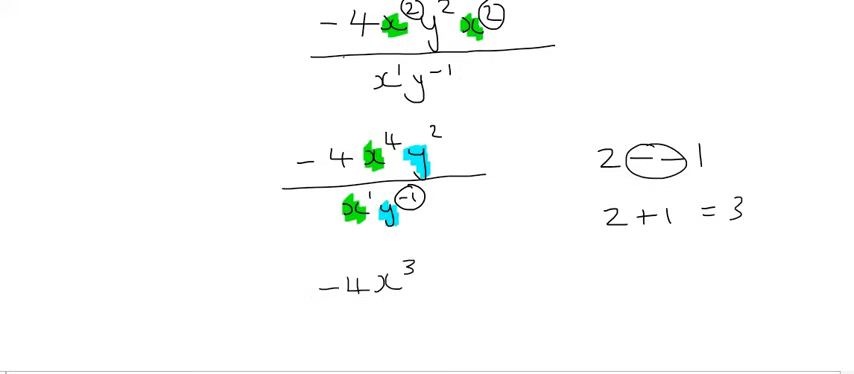 -4x²y²x²
x¹y⁻¹
-4x⁴y²
x¹y⁻¹
2 - - 1
2 + 1 = 3
-4x³